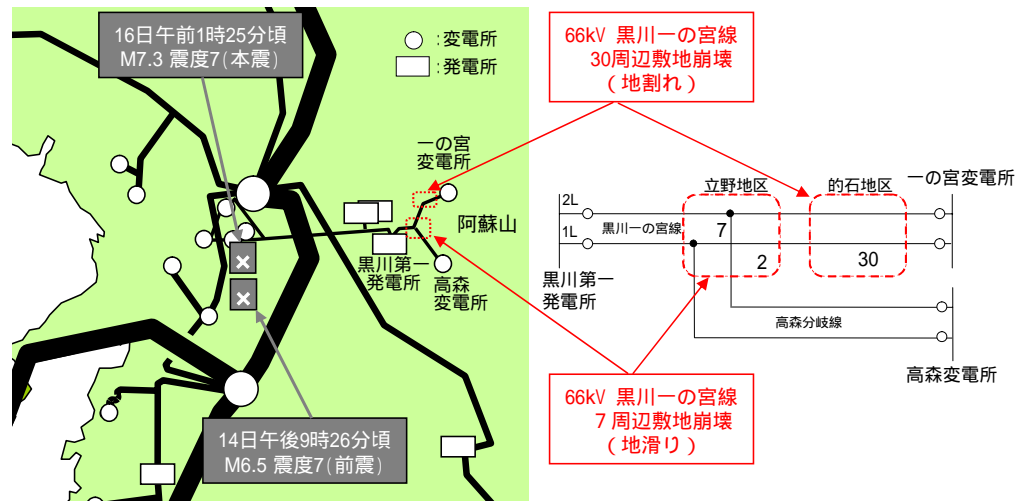 16日午前1時25分頃
M7.3 震度7(本震)
:変電所
:発電所
一の宮
変電所
阿蘇山
黒川第一
発電所
高森
変電所
14日午後9時26分頃
M6.5 震度7(前震)
66kV 黒川一の宮線
30周辺敷地崩壊
(地割れ)
立野地区
的石地区
一の宮変電所
2L
1L
黒川一の宮線
7
2
30
黒川第一
発電所
高森分岐線
高森変電所
66kV 黒川一の宮線
7周辺敷地崩壊
(地滑り)